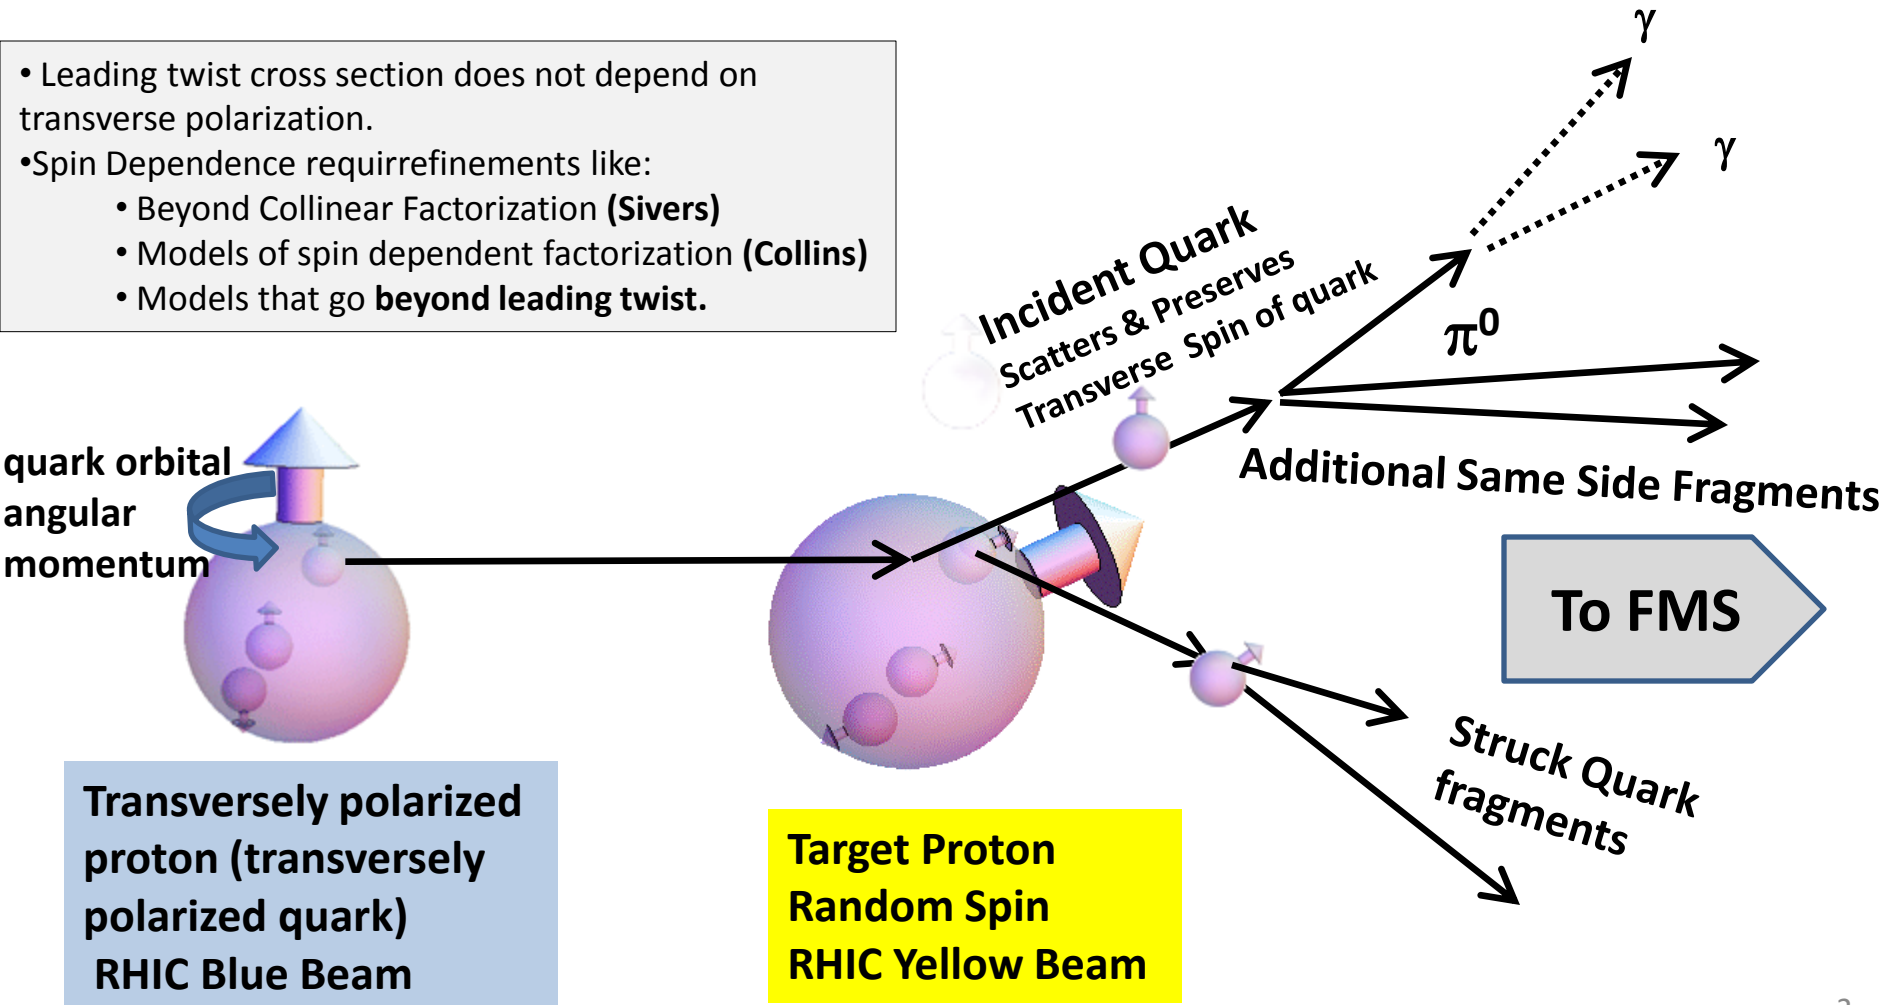 • Leading twist cross section does not depend on
transverse polarization.
•Spin Dependence requirrefinements like:
• Beyond Collinear Factorization (Sivers)
• Models of spin dependent factorization (Collins)
• Models that go beyond leading twist.
γ
γ
Incident Quark
Scatters & Preserves
Transverse Spin of quark
π⁰
Additional Same Side Fragments
quark orbital
angular
momentum
To FMS
Struck Quark
fragments
Transversely polarized
proton (transversely
polarized quark)
RHIC Blue Beam
Target Proton
Random Spin
RHIC Yellow Beam